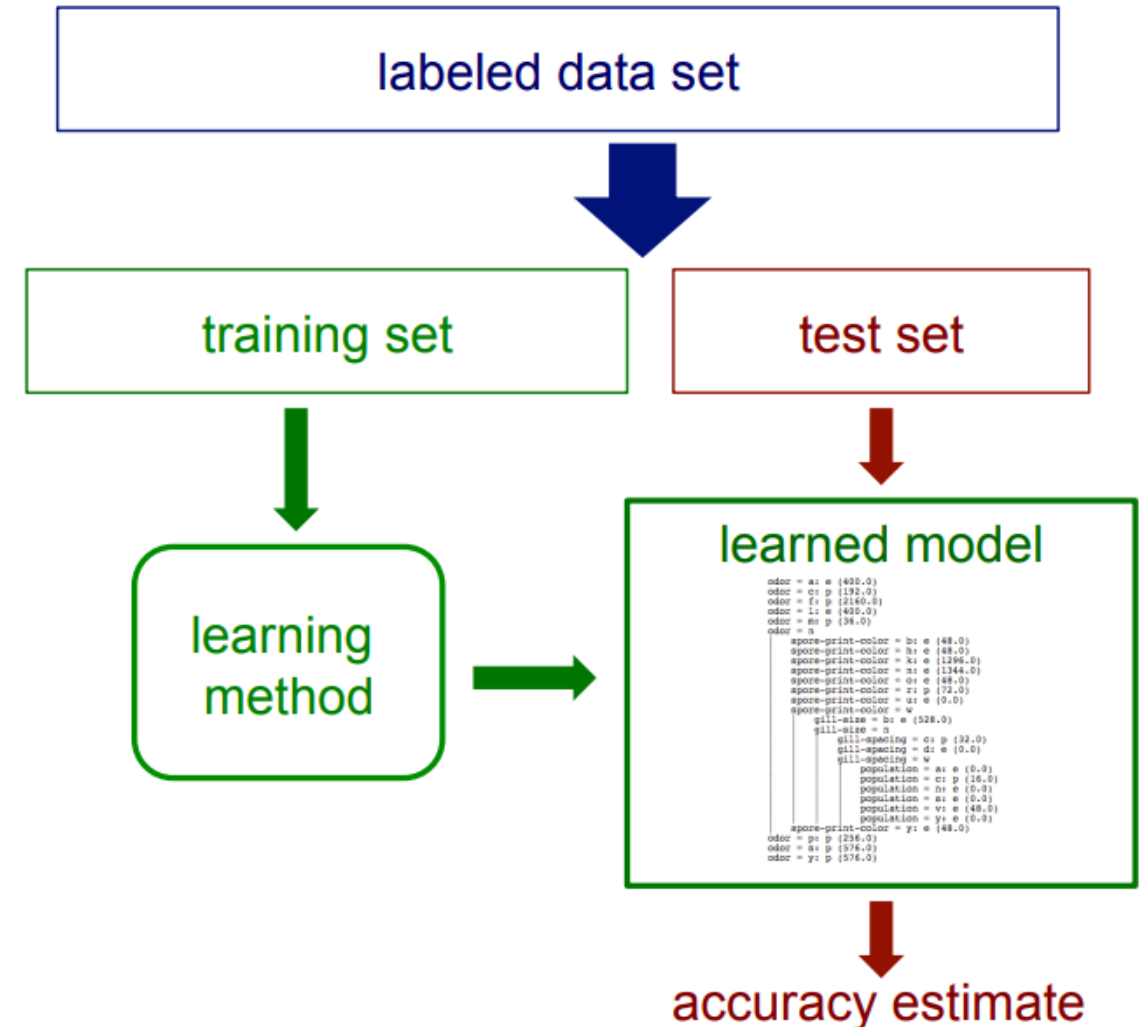 labeled data set
training set
test set
learning
method
learned model
odor = a: e (400.0)
odor = c: p (192.0)
odor = f: p (2160.0)
odor = l: e (400.0)
odor = m: p (36.0)
odor = n
spore-print-color = b: e (48.0)
spore-print-color = h: e (48.0)
spore-print-color = k: e (1296.0)
spore-print-color = n: e (1344.0)
spore-print-color = o: e (48.0)
spore-print-color = r: p (72.0)
spore-print-color = u: e (0.0)
spore-print-color = w
gill-size = b: e (528.0)
gill-size = n
gill-spacing = c: p (32.0)
gill-spacing = d: e (0.0)
gill-spacing = w
population = a: e (0.0)
population = c: p (16.0)
population = n: e (0.0)
population = s: e (0.0)
population = v: e (48.0)
population = y: e (0.0)
spore-print-color = y: e (48.0)
odor = p: p (256.0)
odor = s: p (576.0)
odor = y: p (576.0)
accuracy estimate